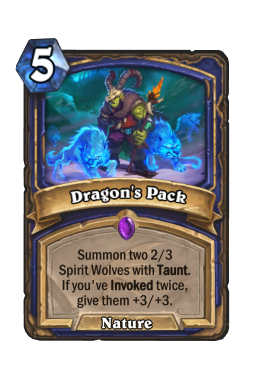 5
Dragon's Pack
Summon two 2/3
Spirit Wolves with Taunt.
If you've Invoked twice,
give them +3/+3.
Nature